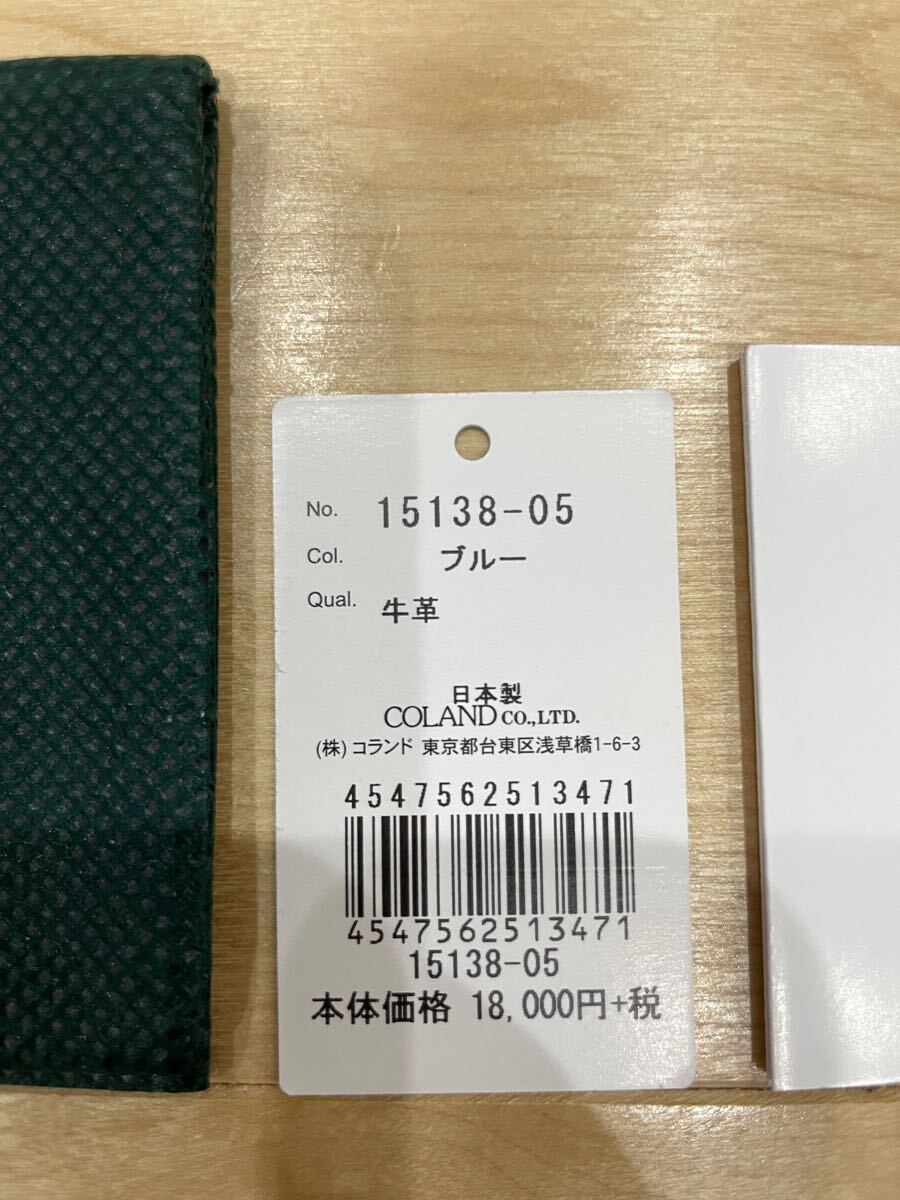 No. 15138-05
Col. ブルー
Qual. 牛革
日本製
COLAND CO.,LTD.
(株)コランド 東京都台東区浅草橋1-6-3
4547562513471
4547562513471
15138-05
本体価格 18,000円+税